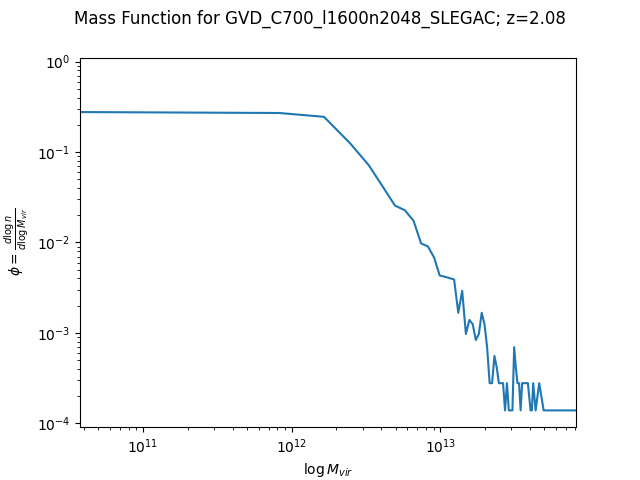 Mass Function for GVD_C700_l1600n2048_SLEGAC; z=2.08
10^0
10^-1
10^-2
10^-3
10^-4
ϕ = d log n / d log M_vir
10^11
10^12
10^13
log M_vir